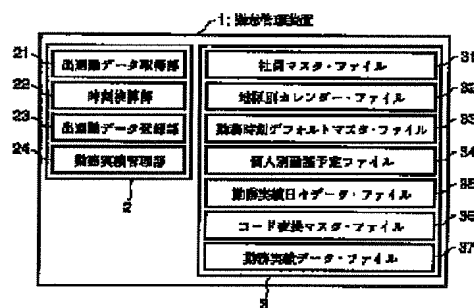 1:勤怠管理装置
21
出退勤データ取得部
22
時刻換算部
23
出退勤データ登録部
24
勤務実績管理部
2
社員マスタ・ファイル
31
地区別カレンダー・ファイル
32
勤務時刻デフォルトマスタ・ファイル
33
個人別勤務予定ファイル
34
勤務実績日々データ・ファイル
35
コード変換マスタ・ファイル
36
勤務実績データ・ファイル
37
3